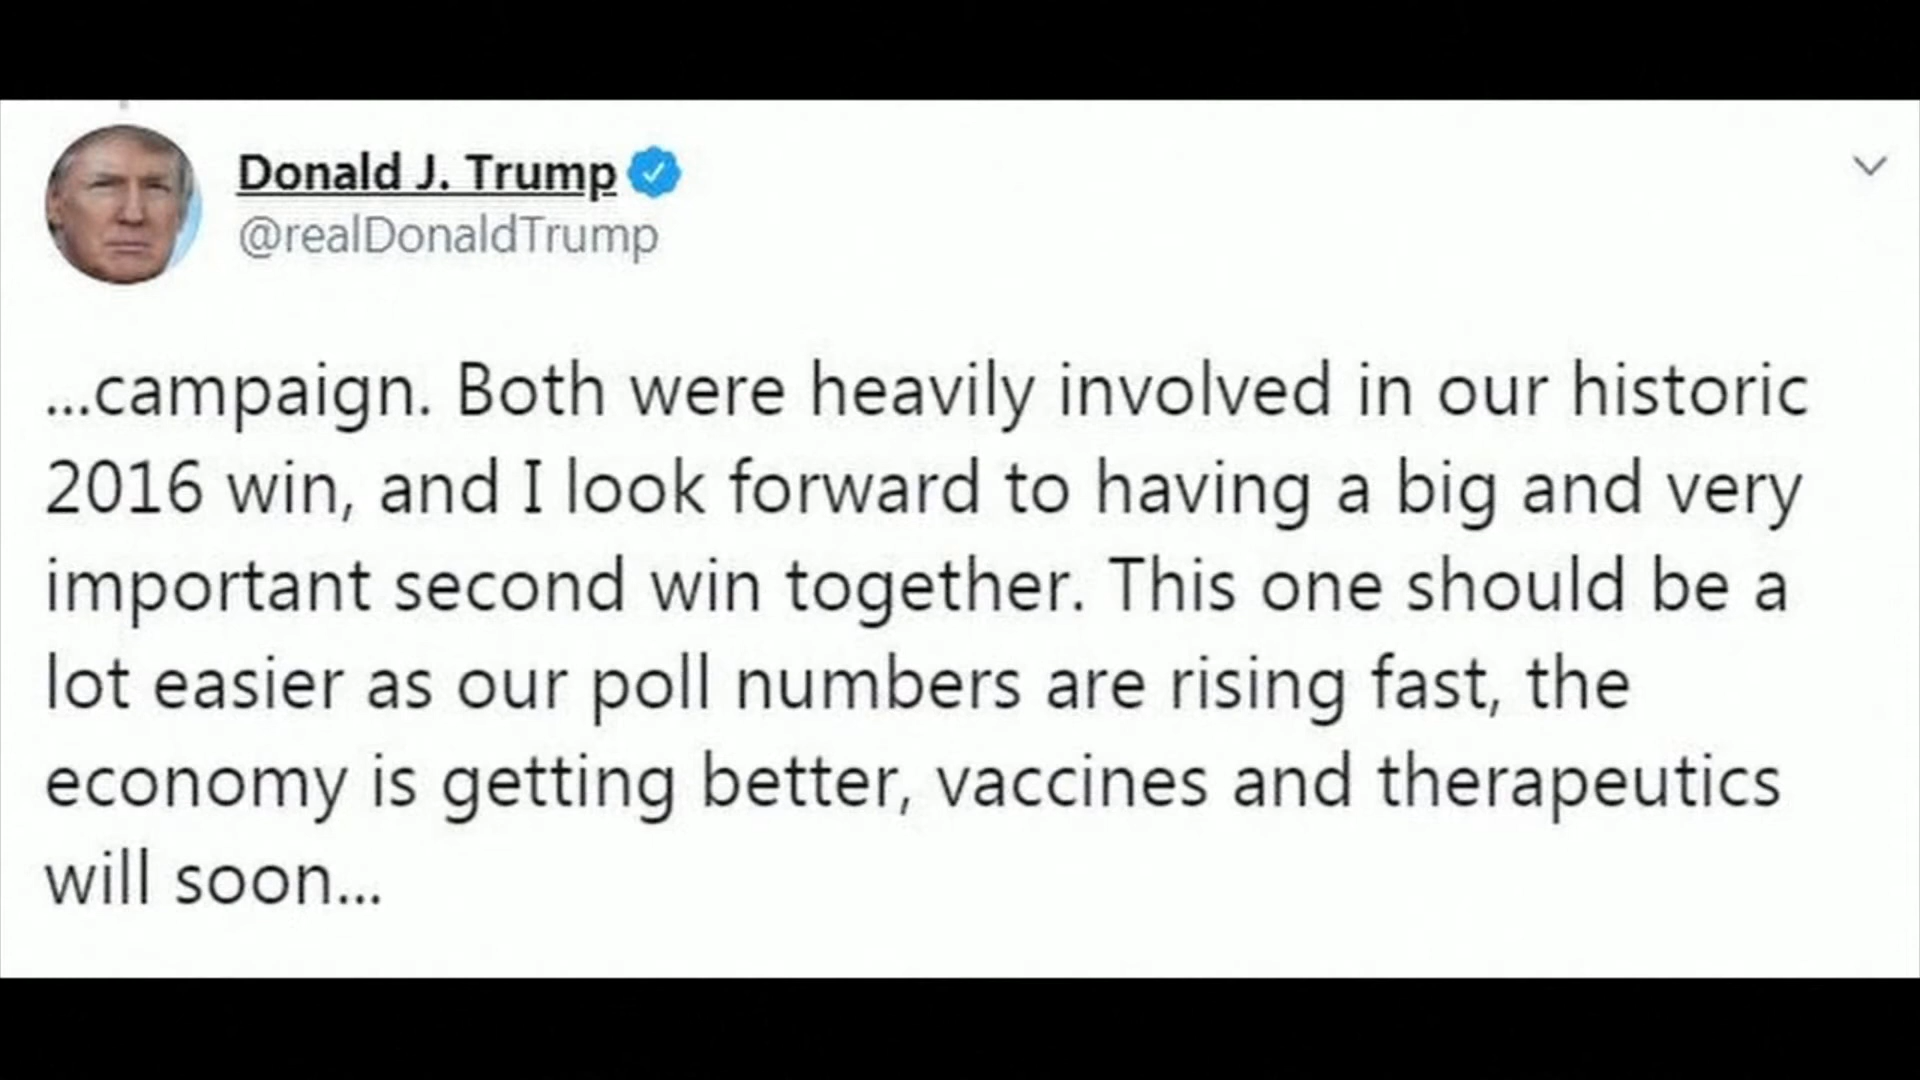 Donald J. Trump
@realDonaldTrump
...campaign. Both were heavily involved in our historic
2016 win, and I look forward to having a big and very
important second win together. This one should be a
lot easier as our poll numbers are rising fast, the
economy is getting better, vaccines and therapeutics
will soon...